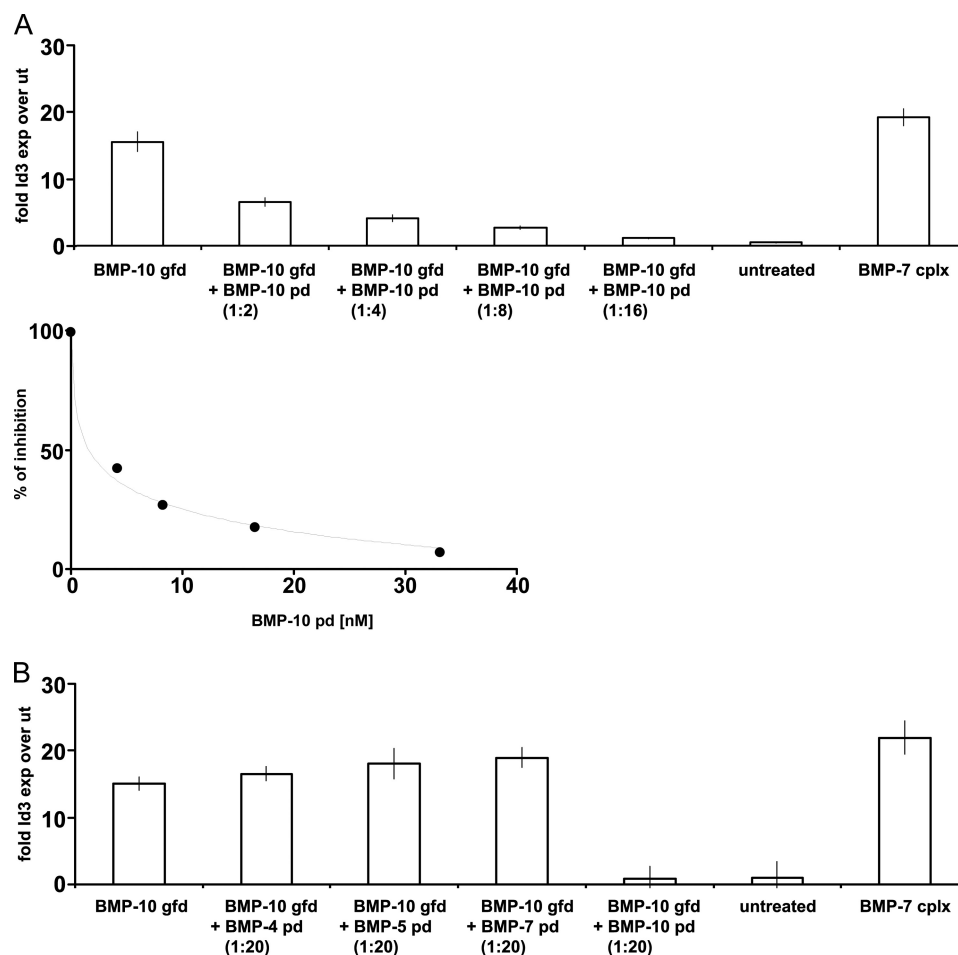 A
fold Id3 exp over ut
30
20
10
0
BMP-10 gfd
BMP-10 gfd
+ BMP-10 pd
(1:2)
BMP-10 gfd
+ BMP-10 pd
(1:4)
BMP-10 gfd
+ BMP-10 pd
(1:8)
BMP-10 gfd
+ BMP-10 pd
(1:16)
untreated
BMP-7 cplx
% of inhibition
100
50
0
0
10
20
30
40
BMP-10 pd [nM]
B
fold Id3 exp over ut
30
20
10
0
BMP-10 gfd
BMP-10 gfd
+ BMP-4 pd
(1:20)
BMP-10 gfd
+ BMP-5 pd
(1:20)
BMP-10 gfd
+ BMP-7 pd
(1:20)
BMP-10 gfd
+ BMP-10 pd
(1:20)
untreated
BMP-7 cplx